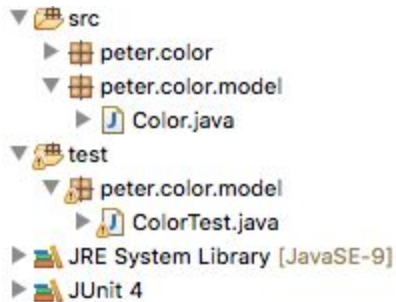 src
peter.color
peter.color.model
Color.java
test
peter.color.model
ColorTest.java
JRE System Library [JavaSE-9]
JUnit 4